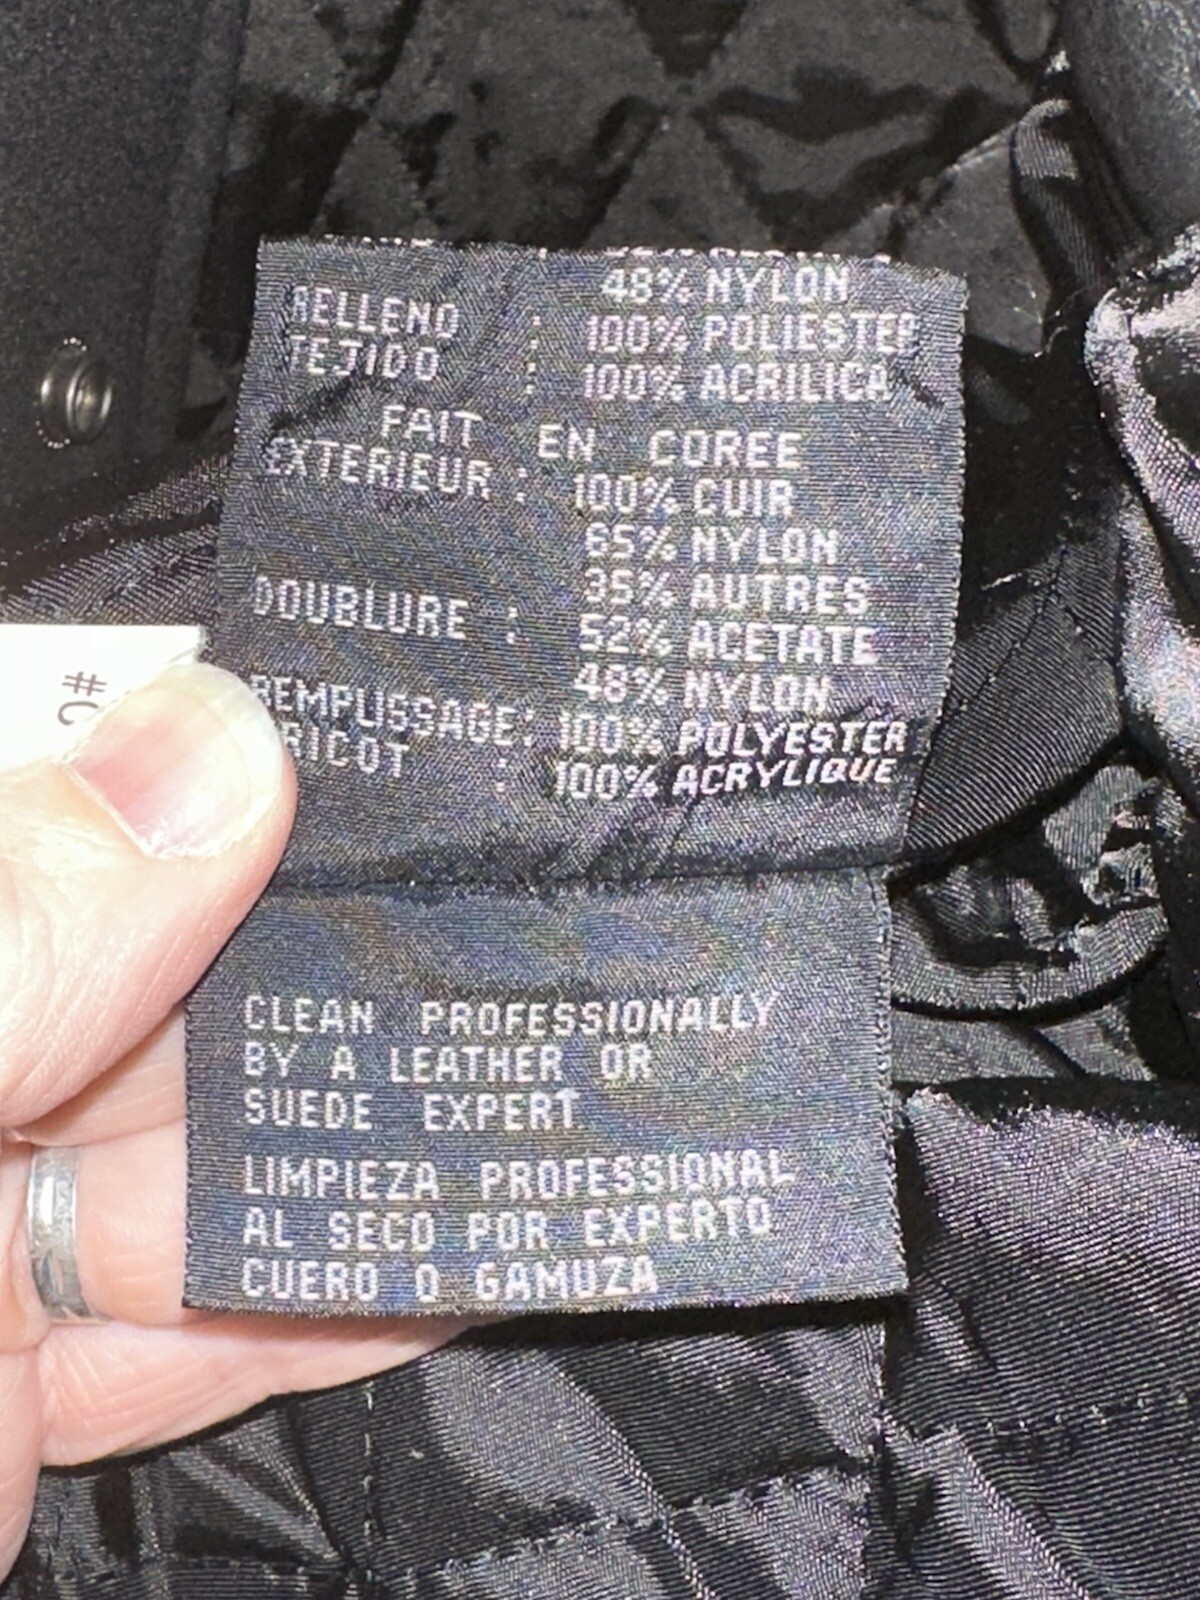 48% NYLON
RELLENO : 100% POLIESTER
TEJIDO : 100% ACRILICA
FAIT EN COREE
EXTERIEUR : 100% CUIR
65% NYLON
35% AUTRES
DOUBLURE : 52% ACETATE
48% NYLON
REMPLISSAGE: 100% POLYESTER
RICOT : 100% ACRYLIQUE
CLEAN PROFESSIONALLY
BY A LEATHER OR
SUEDE EXPERT
LIMPIEZA PROFESSIONAL
AL SECO POR EXPERTO
CUERO O GAMUZA
#C